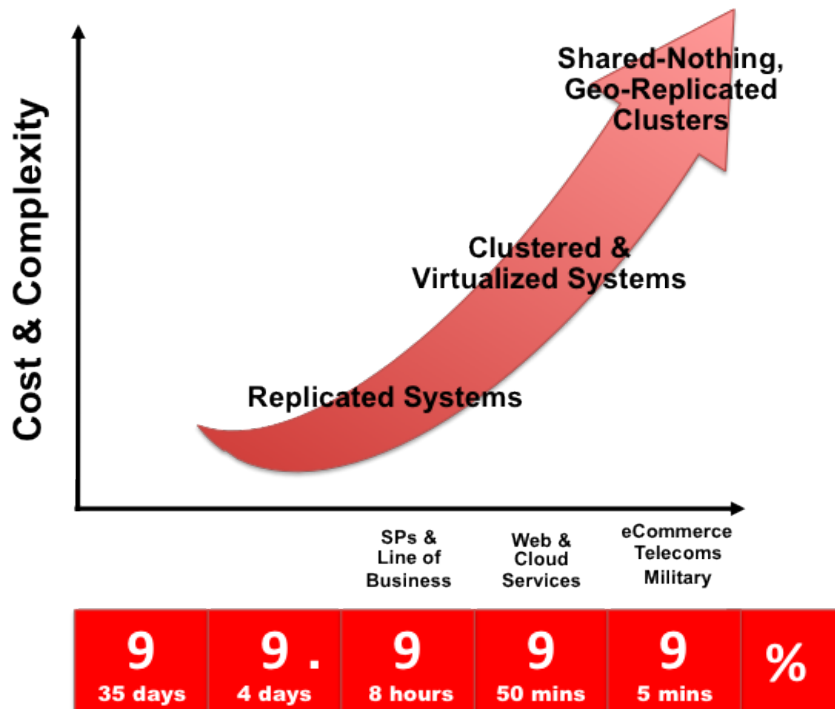 Cost & Complexity
Shared-Nothing,
Geo-Replicated
Clusters
Clustered &
Virtualized Systems
Replicated Systems
SPs &
Line of
Business
Web &
Cloud
Services
eCommerce
Telecoms
Military
9 9. 9 9 9 %
35 days 4 days 8 hours 50 mins 5 mins